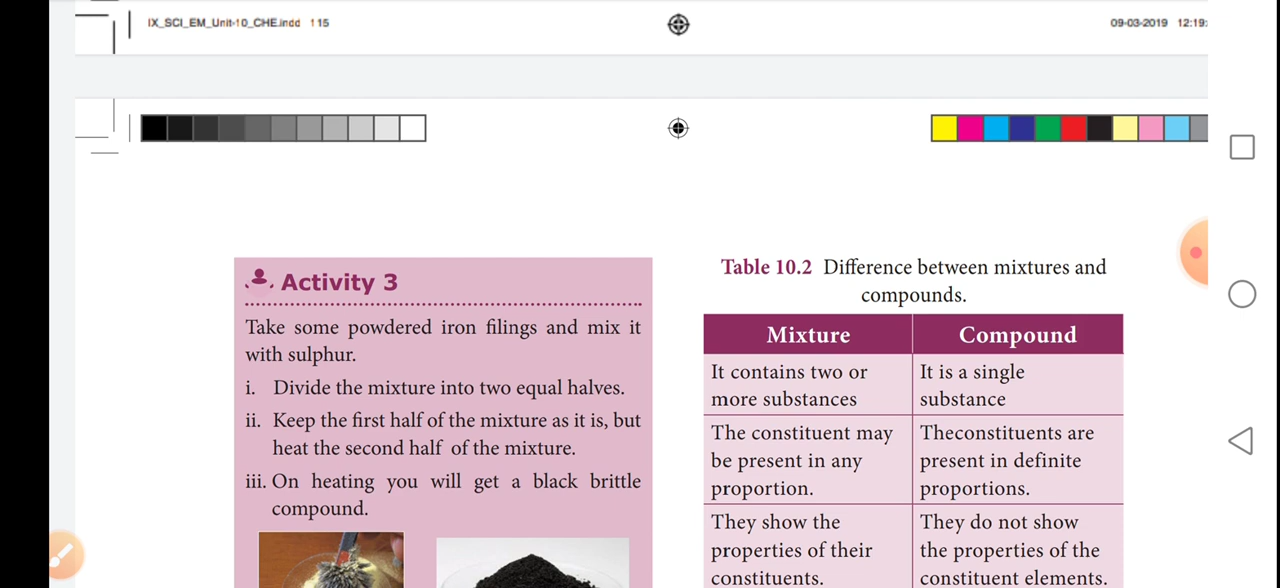 IX_SCI_EM_Unit-10_CHE.indd 115
09-03-2019 12:19:
Activity 3
Take some powdered iron filings and mix it
with sulphur.
i. Divide the mixture into two equal halves.
ii. Keep the first half of the mixture as it is, but
heat the second half of the mixture.
iii. On heating you will get a black brittle
compound.
Table 10.2 Difference between mixtures and
compounds.
Mixture
Compound
It contains two or
more substances
It is a single
substance
The constituent may
be present in any
proportion.
Theconstituents are
present in definite
proportions.
They show the
properties of their
constituents.
They do not show
the properties of the
constituent elements.